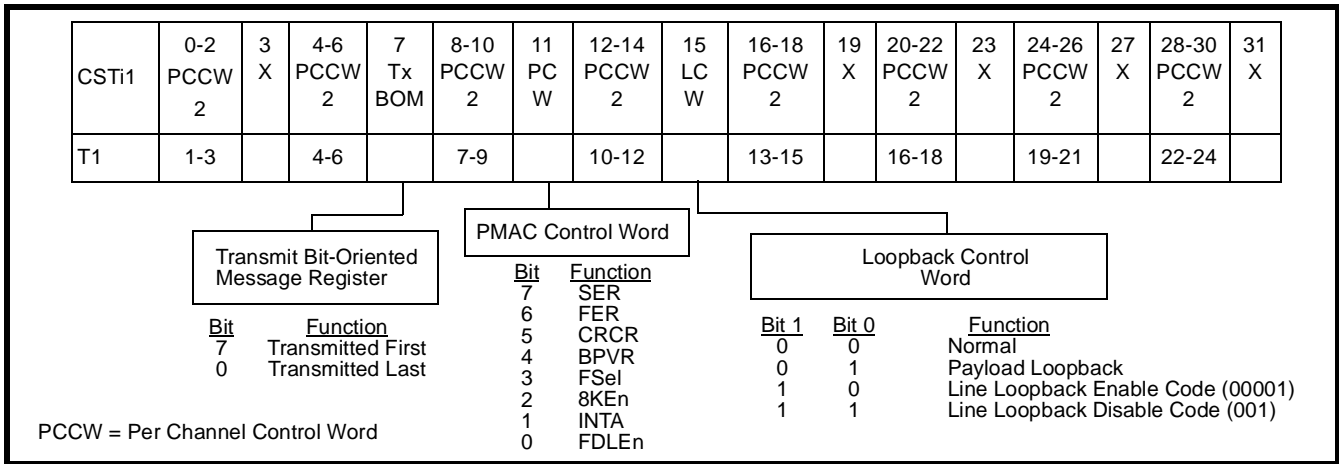 CSTi1 0-2 PCCW 2 3 X 4-6 PCCW 2 7 Tx BOM 8-10 PCCW 2 11 PC W 12-14 PCCW 2 15 LC W 16-18 PCCW 2 19 X 20-22 PCCW 2 23 X 24-26 PCCW 2 27 X 28-30 PCCW 2 31 X
T1 1-3 4-6 7-9 10-12 13-15 16-18 19-21 22-24
Transmit Bit-Oriented
Message Register
Bit Function
7 Transmitted First
0 Transmitted Last
PMAC Control Word
Bit Function
7 SER
6 FER
5 CRCR
4 BPVR
3 FSel
2 8KEn
1 INTA
0 FDLEn
Loopback Control
Word
Bit 1 Bit 0 Function
0 0 Normal
0 1 Payload Loopback
1 0 Line Loopback Enable Code (00001)
1 1 Line Loopback Disable Code (001)
PCCW = Per Channel Control Word